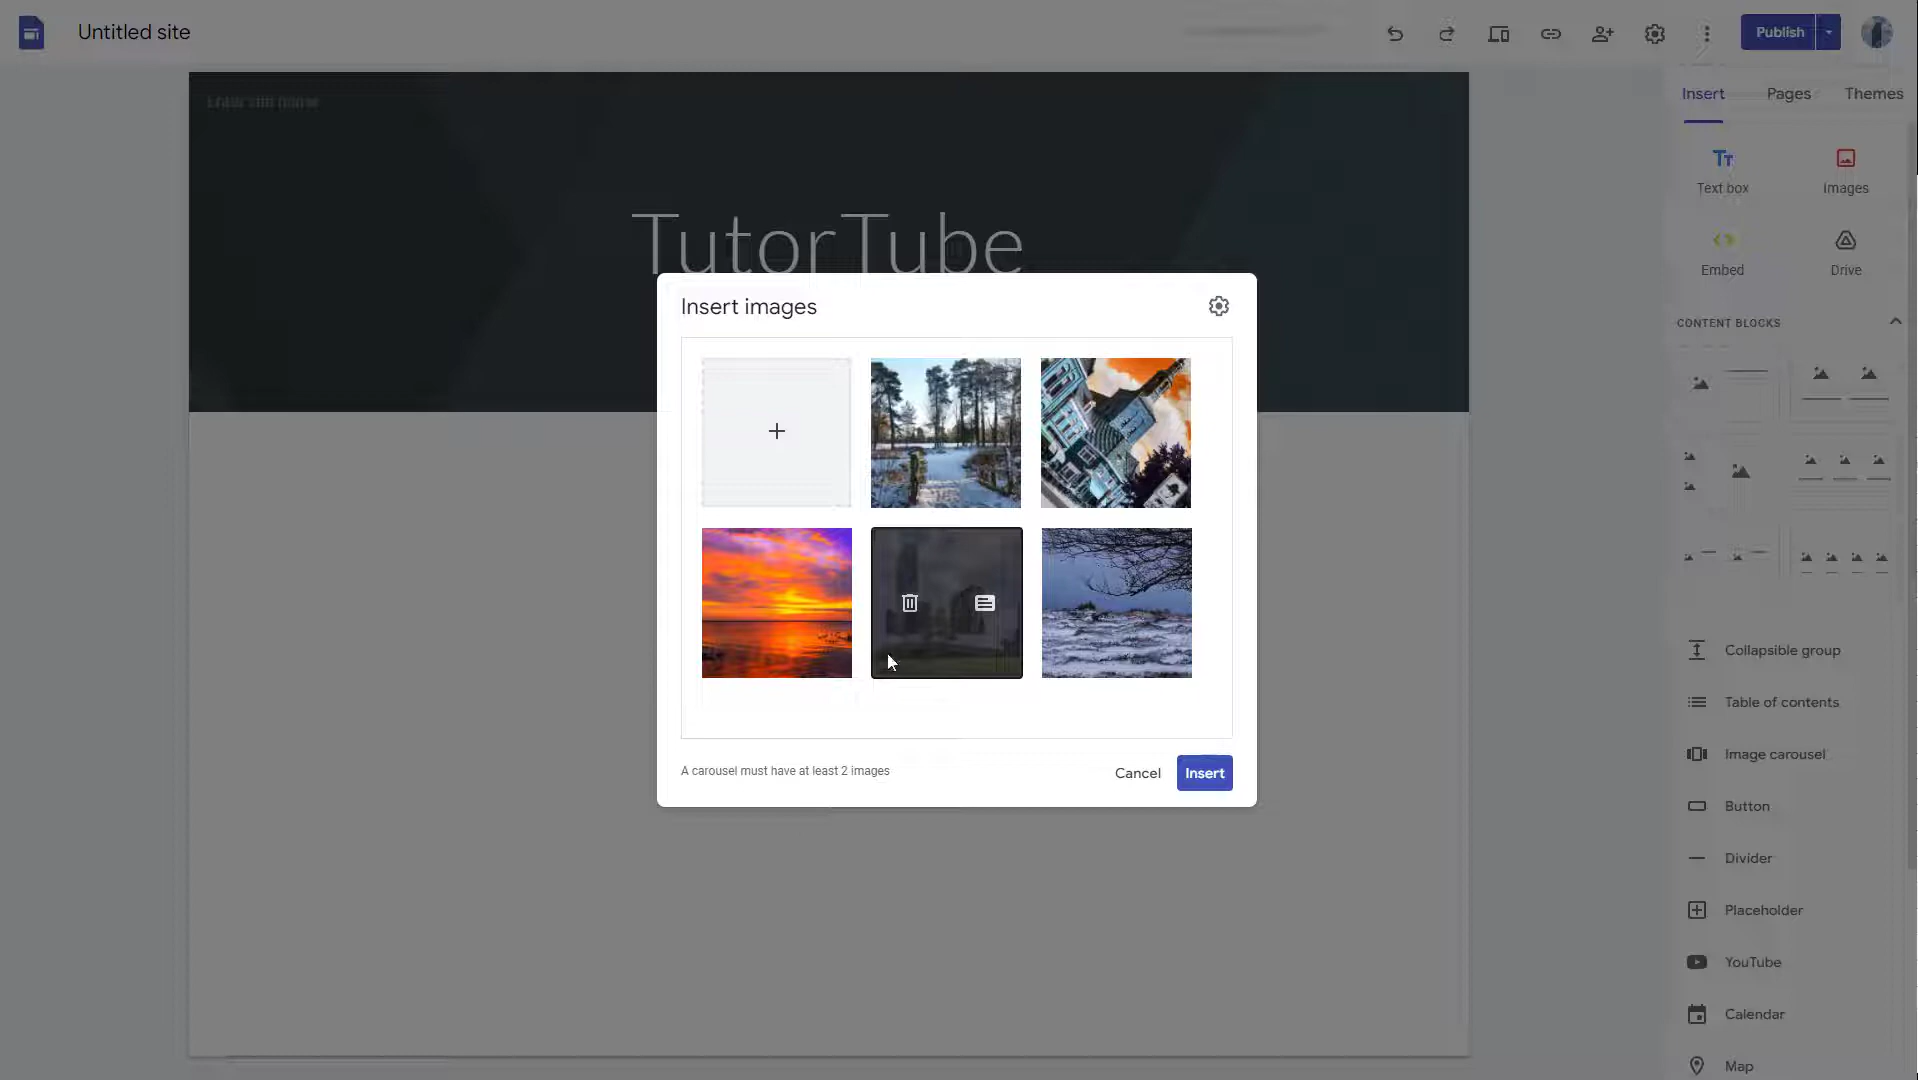 Untitled site
Publish
Insert
Pages
Themes
TutorTube
Text box
Images
Embed
Drive
CONTENT BLOCKS
Insert images
A carousel must have at least 2 images
Cancel
Insert
Collapsible group
Table of contents
Image carousel
Button
Divider
Placeholder
YouTube
Calendar
Map